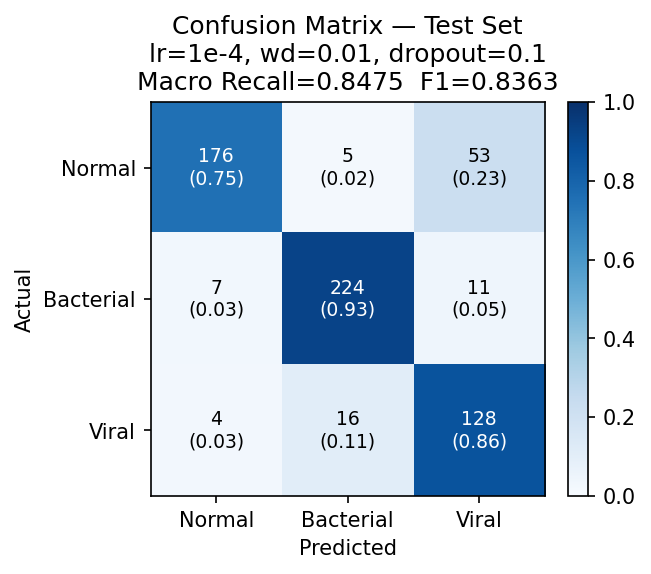 Confusion Matrix — Test Set
lr=1e-4, wd=0.01, dropout=0.1
Macro Recall=0.8475  F1=0.8363
Actual
Normal
176
(0.75)
5
(0.02)
53
(0.23)
Bacterial
7
(0.03)
224
(0.93)
11
(0.05)
Viral
4
(0.03)
16
(0.11)
128
(0.86)
Normal
Bacterial
Viral
Predicted
1.0
0.8
0.6
0.4
0.2
0.0